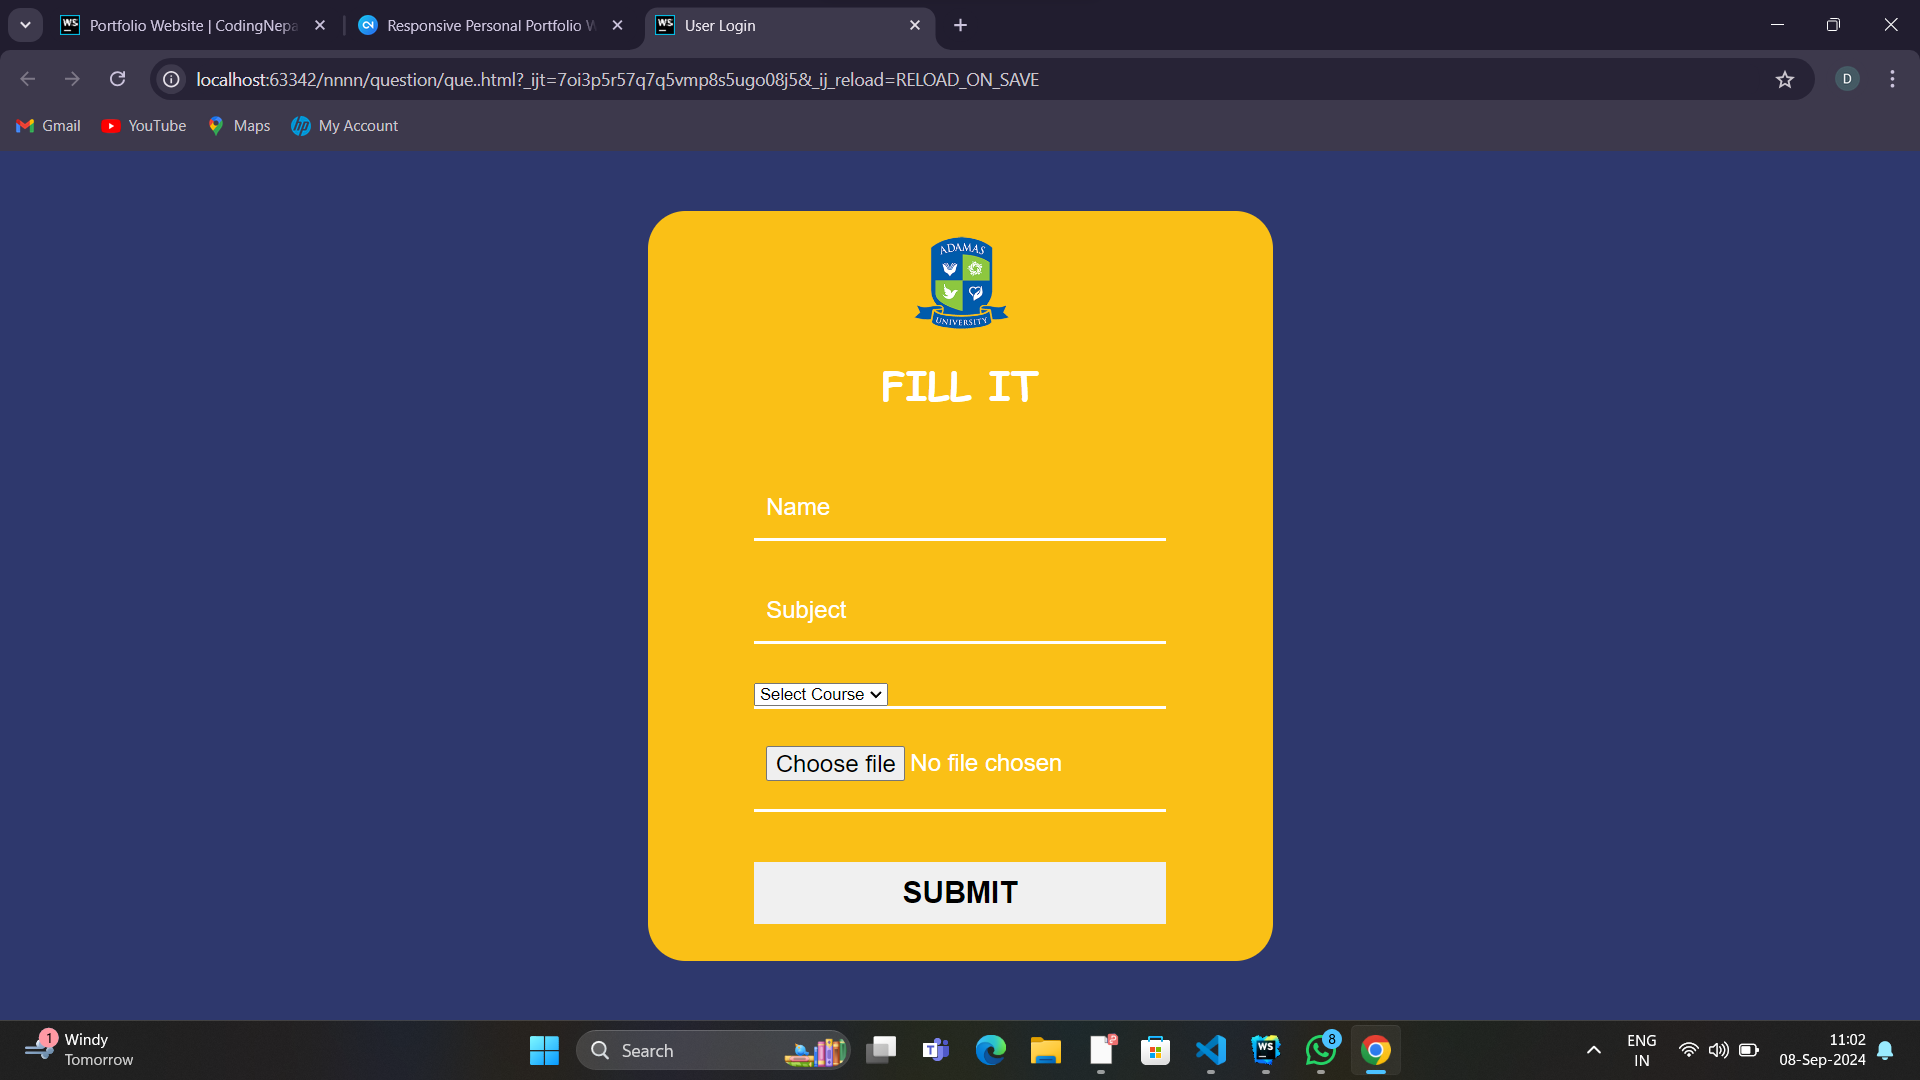 Portfolio Website | CodingNepa
Responsive Personal Portfolio W
User Login
localhost:63342/nnnn/question/que..html?_ijt=7oi3p5r57q7q5vmp8s5ugo08j5&_ij_reload=RELOAD_ON_SAVE
D
Gmail
YouTube
Maps
My Account
ADAMAS
UNIVERSITY
FILL IT
Name
Subject
Select Course
Choose file No file chosen
SUBMIT
1
Windy
Tomorrow
Search
8
ENG
IN
11:02
08-Sep-2024